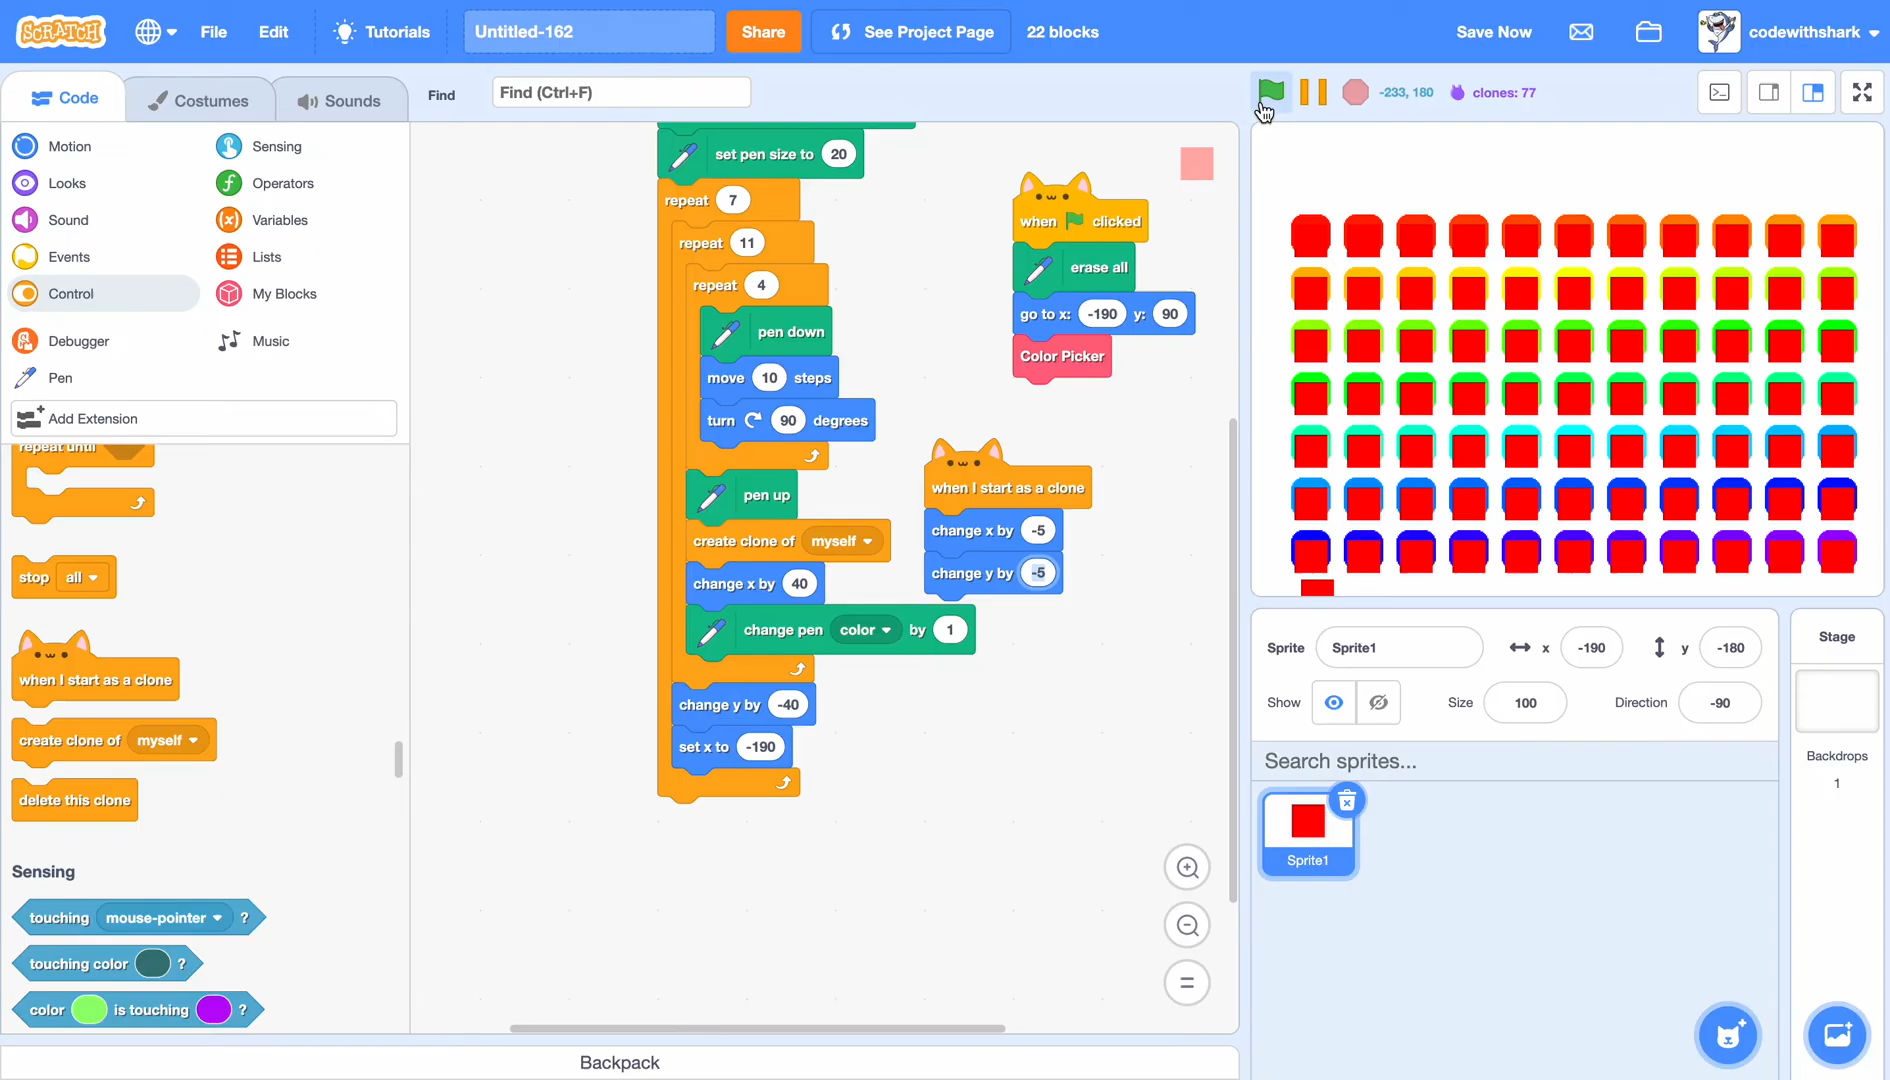 SCRATCH File Edit Tutorials Untitled-162 Share See Project Page 22 blocks Save Now codewithshark
Code Costumes Sounds Find Find (Ctrl+F) -233, 180 clones: 77
Motion Sensing
Looks Operators
Sound Variables
Events Lists
Control My Blocks
Debugger Music
Pen
Add Extension
repeat until
stop all
when I start as a clone
create clone of myself
delete this clone
Sensing
touching mouse-pointer ?
touching color ?
color is touching ?
set pen size to 20
repeat 7
repeat 11
repeat 4
pen down
move 10 steps
turn 90 degrees
pen up
create clone of myself
change x by 40
change pen color by 1
change y by -40
set x to -190
when clicked
erase all
go to x: -190 y: 90
Color Picker
when I start as a clone
change x by -5
change y by -5
=
Backpack
Sprite Sprite1 x -190 y -180
Show Size 100 Direction -90
Search sprites...
Sprite1
Stage
Backdrops
1